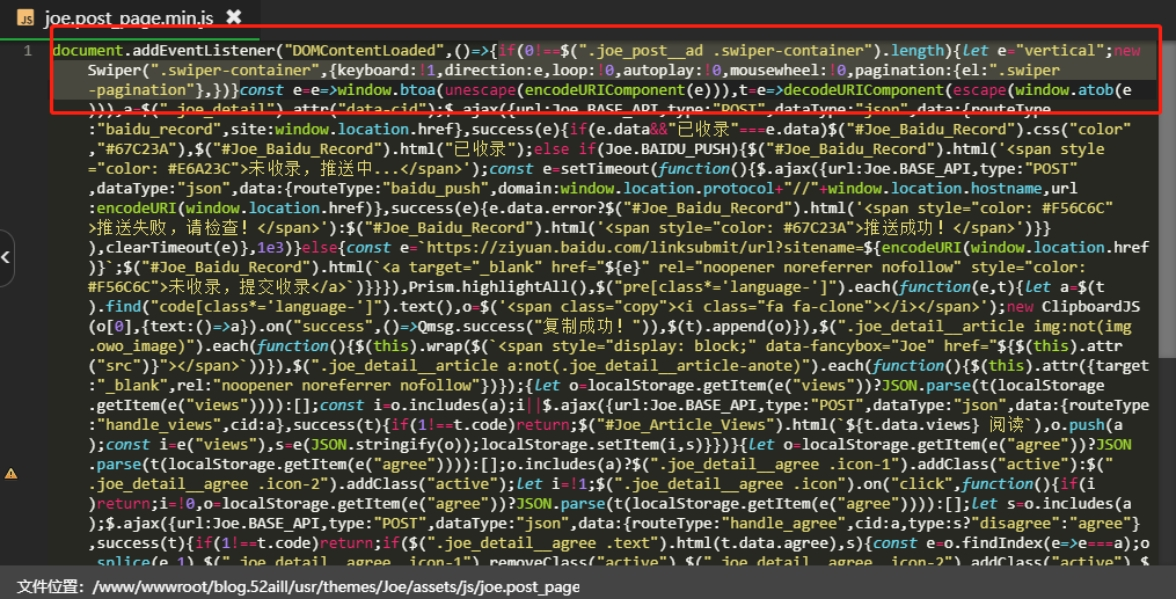 JS joe.post_page.min.js ✖
1 document.addEventListener("DOMContentLoaded",()=>{if(0!==$(".joe_post__ad .swiper-container").length){let e="vertical";new
Swiper(".swiper-container",{keyboard:!1,direction:e,loop:!0,autoplay:!0,mousewheel:!0,pagination:{el:".swiper
-pagination"},})}const e=e=>window.btoa(unescape(encodeURIComponent(e))),t=e=>decodeURIComponent(escape(window.atob(e
))),a=$(".joe_detail").attr("data-cid");$.ajax({url:Joe.BASE_API,type:"POST",dataType:"json",data:{routeType
:"baidu_record",site:window.location.href},success(e){if(e.data&&"已收录"===e.data)$("#Joe_Baidu_Record").css("color"
,"#67C23A"),$("#Joe_Baidu_Record").html("已收录");else if(Joe.BAIDU_PUSH){$("#Joe_Baidu_Record").html('<span style
="color: #E6A23C">未收录，推送中...</span>');const e=setTimeout(function(){$.ajax({url:Joe.BASE_API,type:"POST"
,dataType:"json",data:{routeType:"baidu_push",domain:window.location.protocol+"//"+window.location.hostname,url
:encodeURI(window.location.href)},success(e){e.data.error?$("#Joe_Baidu_Record").html('<span style="color: #F56C6C"
>推送失败，请检查！</span>'):$("#Joe_Baidu_Record").html('<span style="color: #67C23A">推送成功！</span>')}}
),clearTimeout(e)},1e3)}else{const e=`https://ziyuan.baidu.com/linksubmit/url?sitename=${encodeURI(window.location.href
)}`;$("#Joe_Baidu_Record").html(`<a target="_blank" href="${e}" rel="noopener noreferrer nofollow" style="color:
#F56C6C">未收录，提交收录</a>`)}}}),Prism.highlightAll(),$("pre[class*='language-']").each(function(e,t){let a=$(t
).find("code[class*='language-']").text(),o=$('<span class="copy"><i class="fa fa-clone"></i></span>');new ClipboardJS
(o[0],{text:()=>a}).on("success",()=>Qmsg.success("复制成功！")),$(t).append(o)}),$(".joe_detail__article img:not(img
.owo_image)").each(function(){$(this).wrap($(`<span style="display: block;" data-fancybox="Joe" href="${$(this).attr
("src")}"></span>`))}),$(".joe_detail__article a:not(.joe_detail__article-anote)").each(function(){$(this).attr({target
:"_blank",rel:"noopener noreferrer nofollow"})});{let o=localStorage.getItem(e("views"))?JSON.parse(t(localStorage
.getItem(e("views")))):[];const i=o.includes(a);i||$.ajax({url:Joe.BASE_API,type:"POST",dataType:"json",data:{routeType
:"handle_views",cid:a},success(t){if(1!==t.code)return;$("#Joe_Article_Views").html(`${t.data.views} 阅读`),o.push(a
);const i=e("views"),s=e(JSON.stringify(o));localStorage.setItem(i,s)}})}{let o=localStorage.getItem(e("agree"))?JSON
.parse(t(localStorage.getItem(e("agree")))):[];o.includes(a)?$(".joe_detail__agree .icon-1").addClass("active"):$("
.joe_detail__agree .icon-2").addClass("active");let i=!1;$(".joe_detail__agree .icon").on("click",function(){if(i
)return;i=!0,o=localStorage.getItem(e("agree"))?JSON.parse(t(localStorage.getItem(e("agree")))):[];let s=o.includes(a
);$.ajax({url:Joe.BASE_API,type:"POST",dataType:"json",data:{routeType:"handle_agree",cid:a,type:s?"disagree":"agree"}
,success(t){if(1!==t.code)return;if($(".joe_detail__agree .text").html(t.data.agree),s){const e=o.findIndex(e=>e===a);o
.splice(e,1),$(".joe_detail__agree .icon-1").removeClass("active"),$(".joe_detail__agree .icon-2").addClass("active"),$
文件位置：/www/wwwroot/blog.52aill/usr/themes/Joe/assets/js/joe.post_page